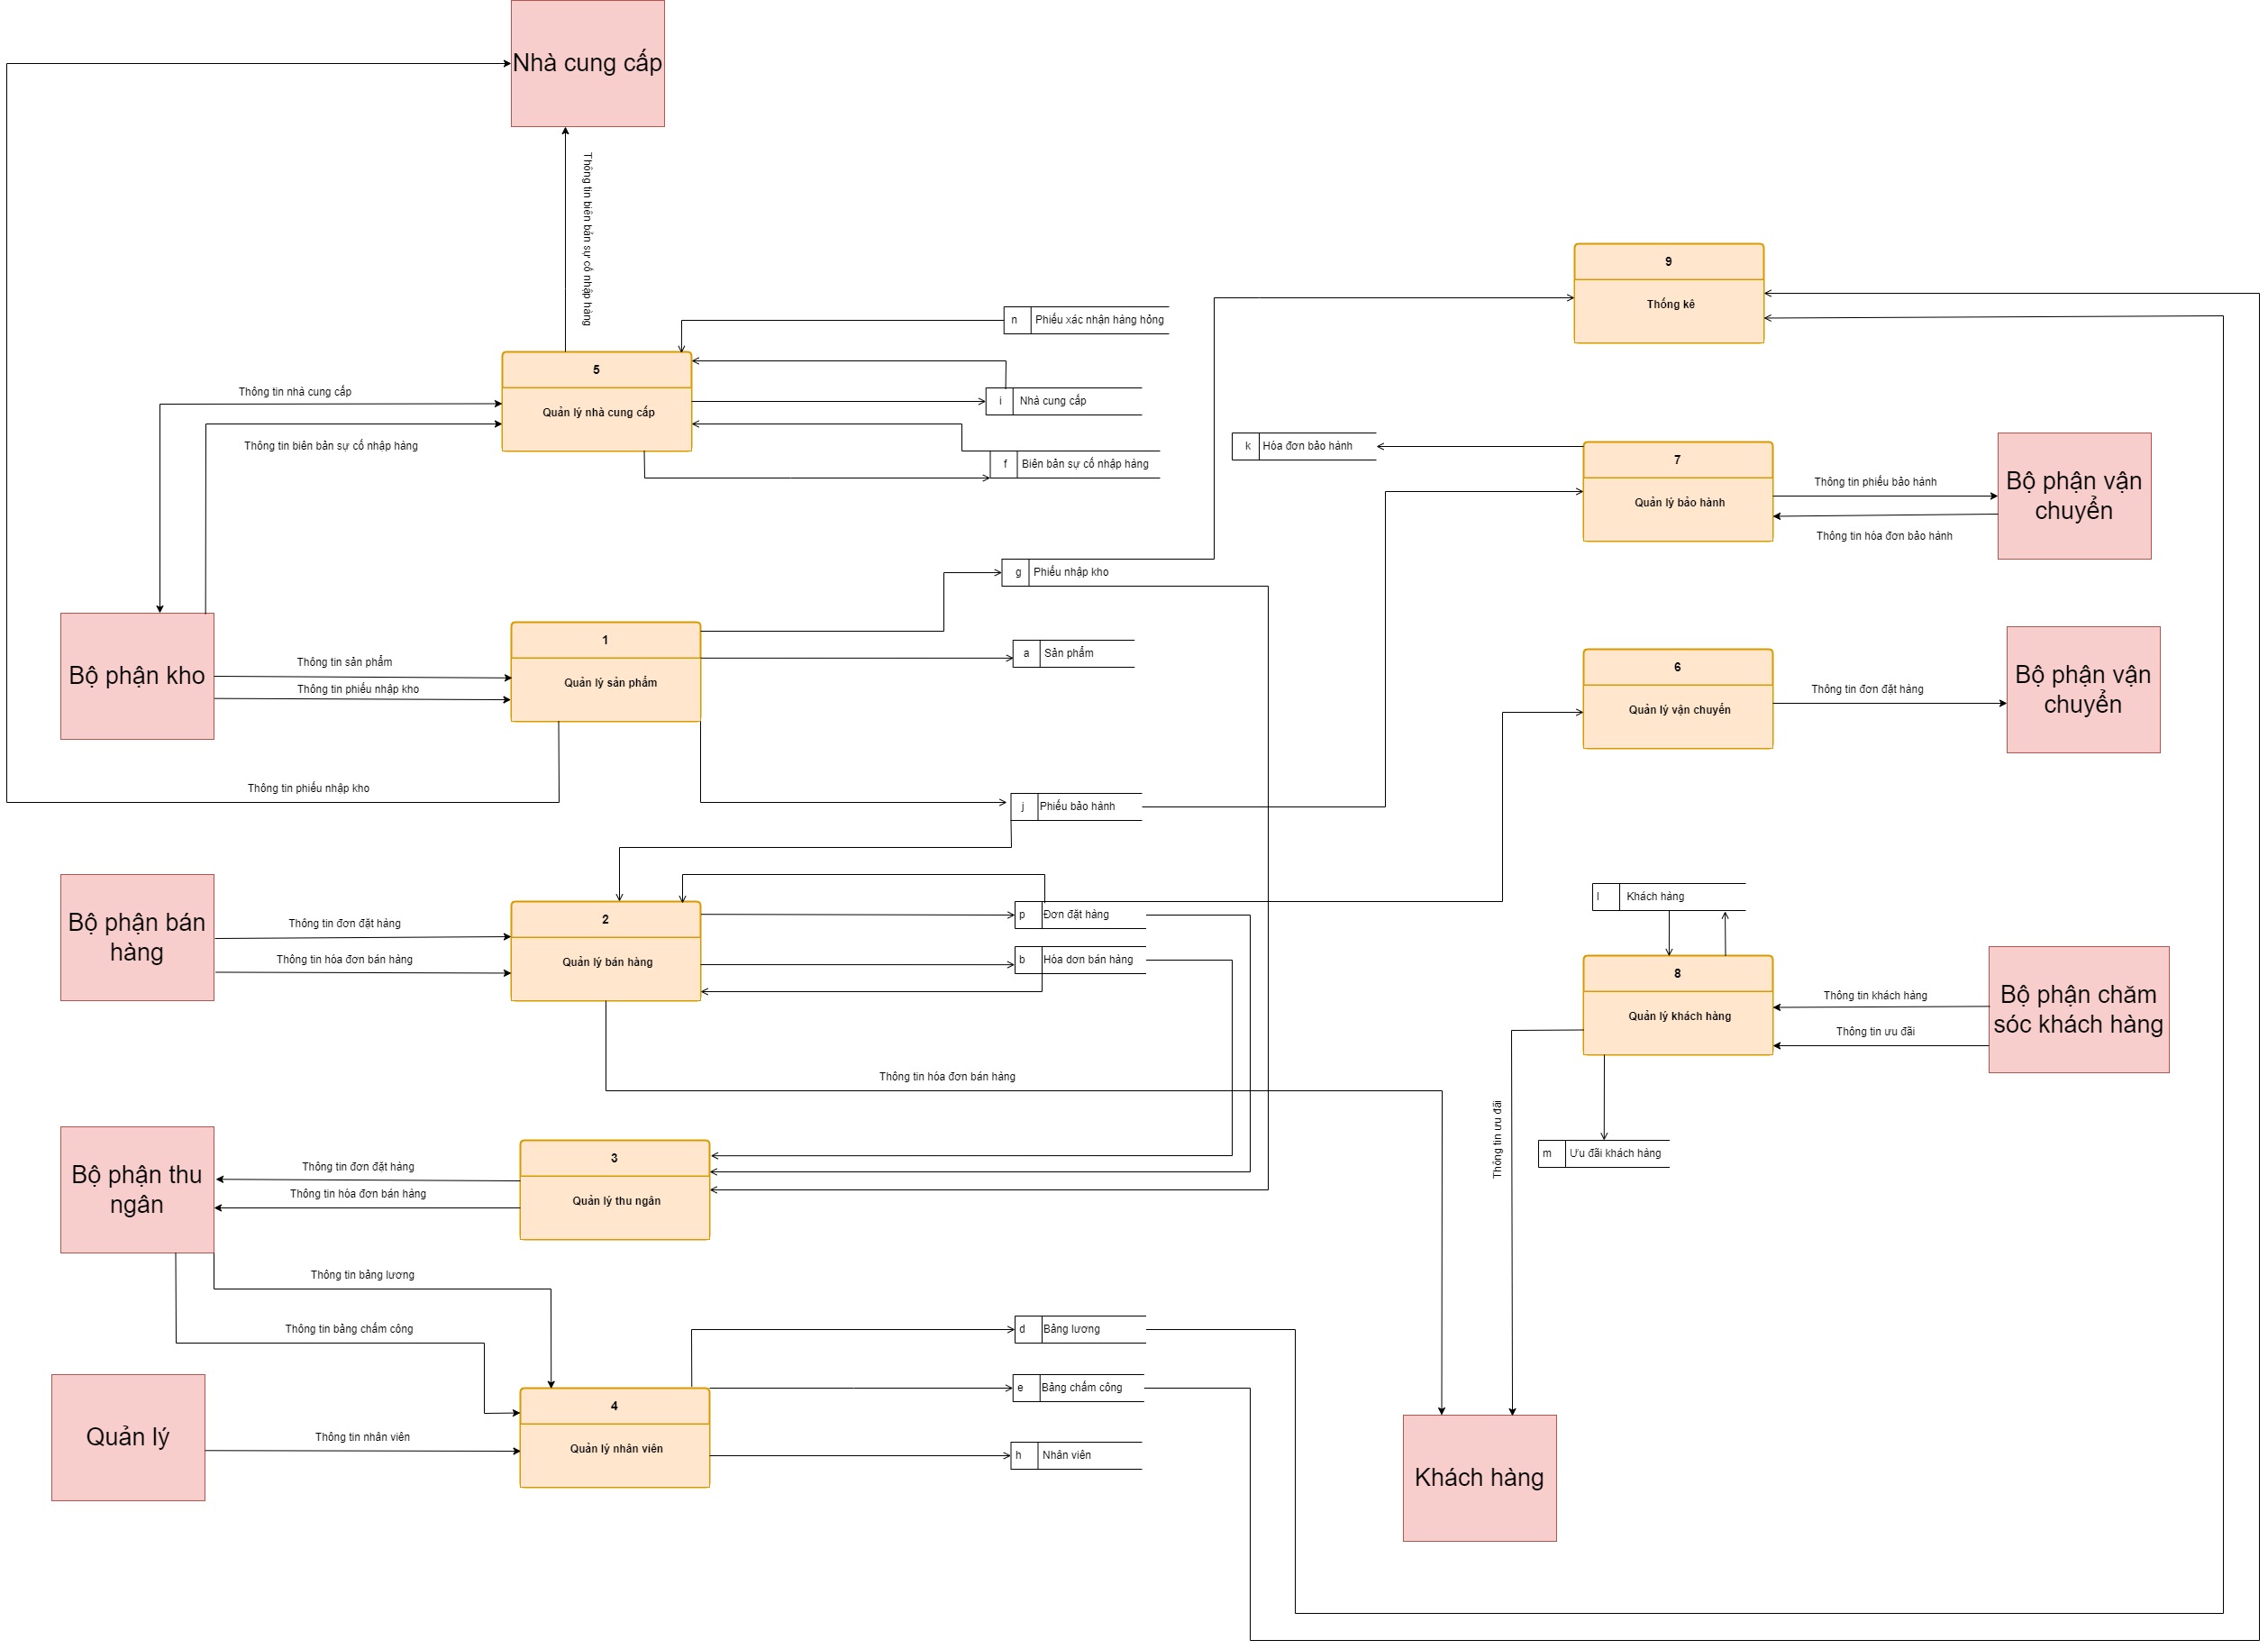 Nhà cung cấp
Thông tin biên bản sự cố nhập hàng
9
Thống kê
n
Phiếu xác nhận hàng hỏng
5
Quản lý nhà cung cấp
Thông tin nhà cung cấp
Thông tin biên bản sự cố nhập hàng
i
Nhà cung cấp
f
Biên bản sự cố nhập hàng
k
Hóa đơn bảo hành
7
Quản lý bảo hành
Thông tin phiếu bảo hành
Thông tin hóa đơn bảo hành
Bộ phận vận
chuyển
g
Phiếu nhập kho
Bộ phận kho
Thông tin sản phẩm
Thông tin phiếu nhập kho
1
Quản lý sản phẩm
a
Sản phẩm
6
Quản lý vận chuyển
Thông tin đơn đặt hàng
Bộ phận vận
chuyển
Thông tin phiếu nhập kho
j
Phiếu bảo hành
Bộ phận bán
hàng
Thông tin đơn đặt hàng
Thông tin hóa đơn bán hàng
2
Quản lý bán hàng
p
Đơn đặt hàng
b
Hóa dơn bán hàng
l
Khách hàng
8
Quản lý khách hàng
Thông tin khách hàng
Thông tin ưu đãi
Bộ phận chăm
sóc khách hàng
Thông tin hóa đơn bán hàng
Thông tin ưu đãi
m
Ưu đãi khách hàng
Bộ phận thu
ngân
Thông tin đơn đặt hàng
Thông tin hóa đơn bán hàng
3
Quản lý thu ngân
Thông tin bảng lương
Thông tin bảng chấm công
d
Bảng lương
e
Bảng chấm công
Quản lý
Thông tin nhân viên
4
Quản lý nhân viên
h
Nhân viên
Khách hàng